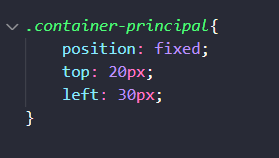 .container-principal{
    position: fixed;
    top: 20px;
    left: 30px;
}